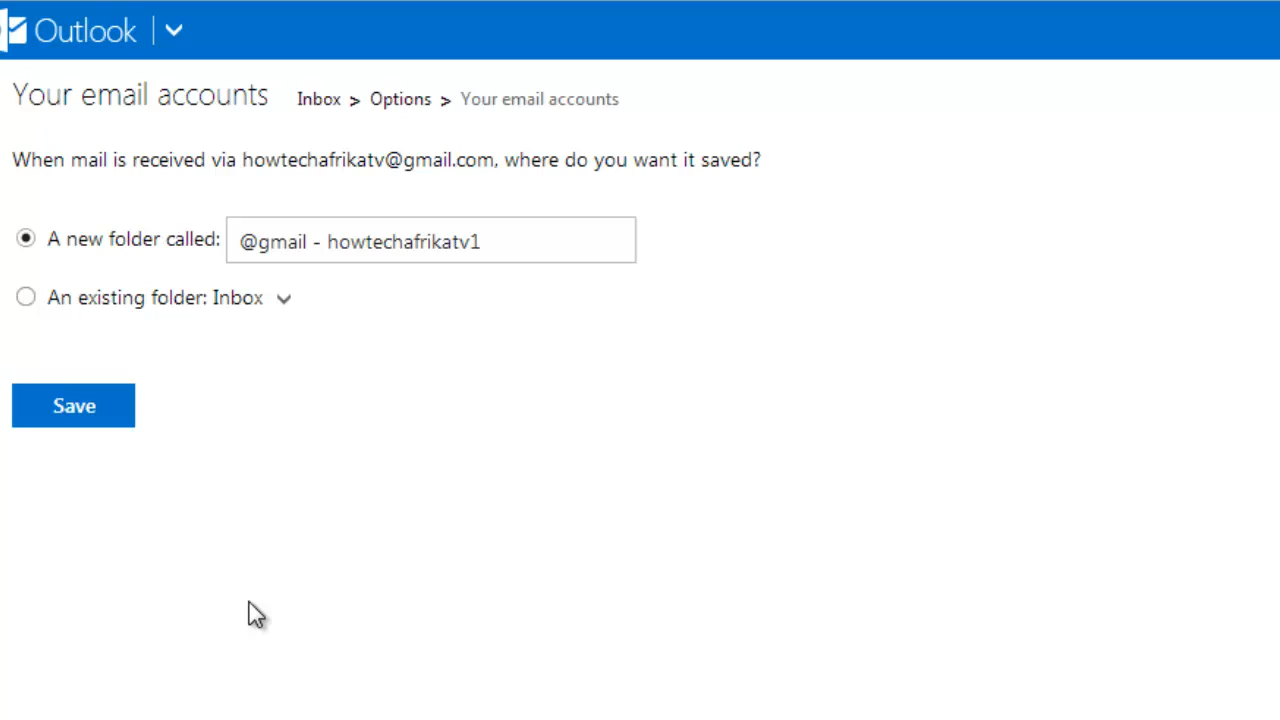 Outlook
Your email accounts Inbox > Options > Your email accounts
When mail is received via howtechafrikatv@gmail.com, where do you want it saved?
A new folder called: @gmail - howtechafrikatv1
An existing folder: Inbox
Save